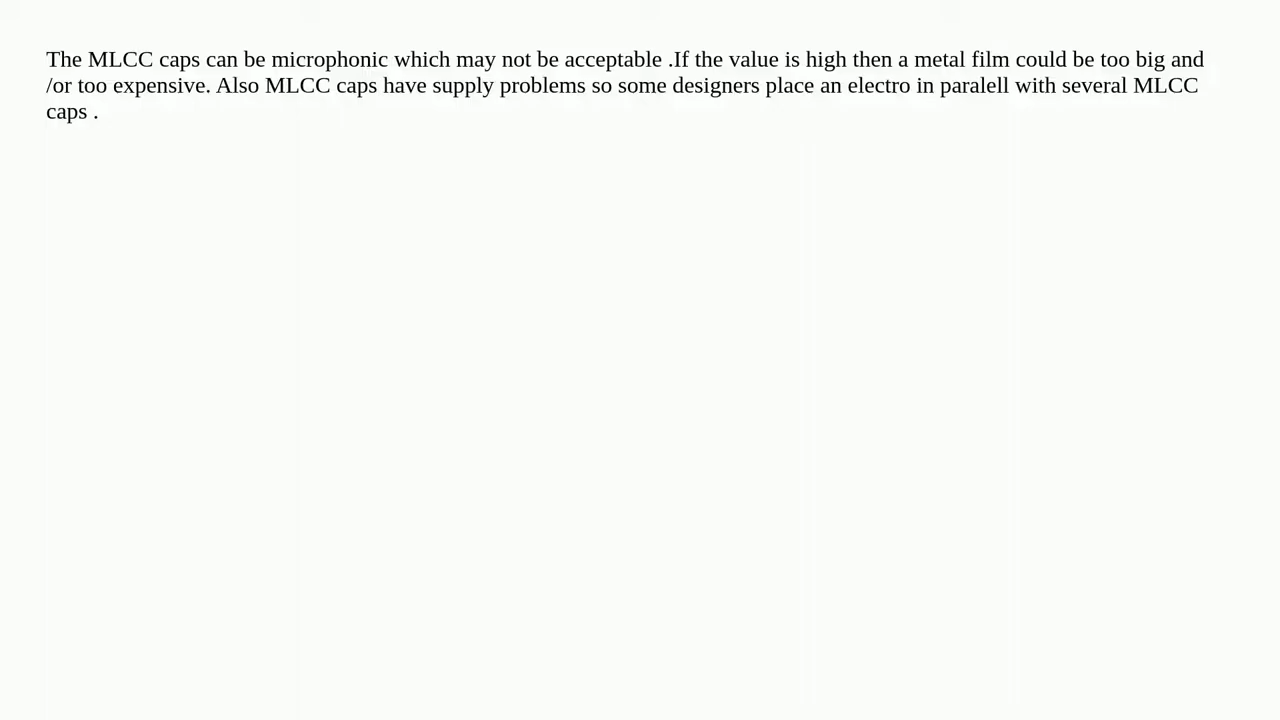 The MLCC caps can be microphonic which may not be acceptable .If the value is high then a metal film could be too big and
/or too expensive. Also MLCC caps have supply problems so some designers place an electro in paralell with several MLCC
caps .